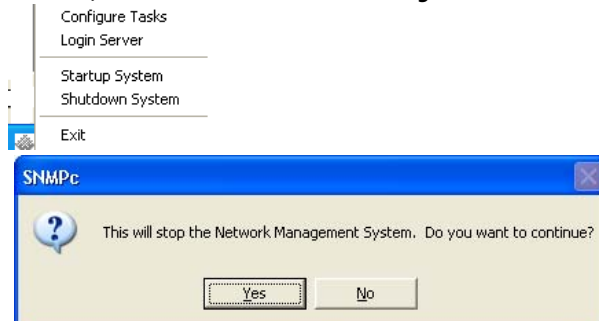 Configure Tasks
Login Server
Startup System
Shutdown System
Exit
SNMPc
This will stop the Network Management System. Do you want to continue?
Yes
No